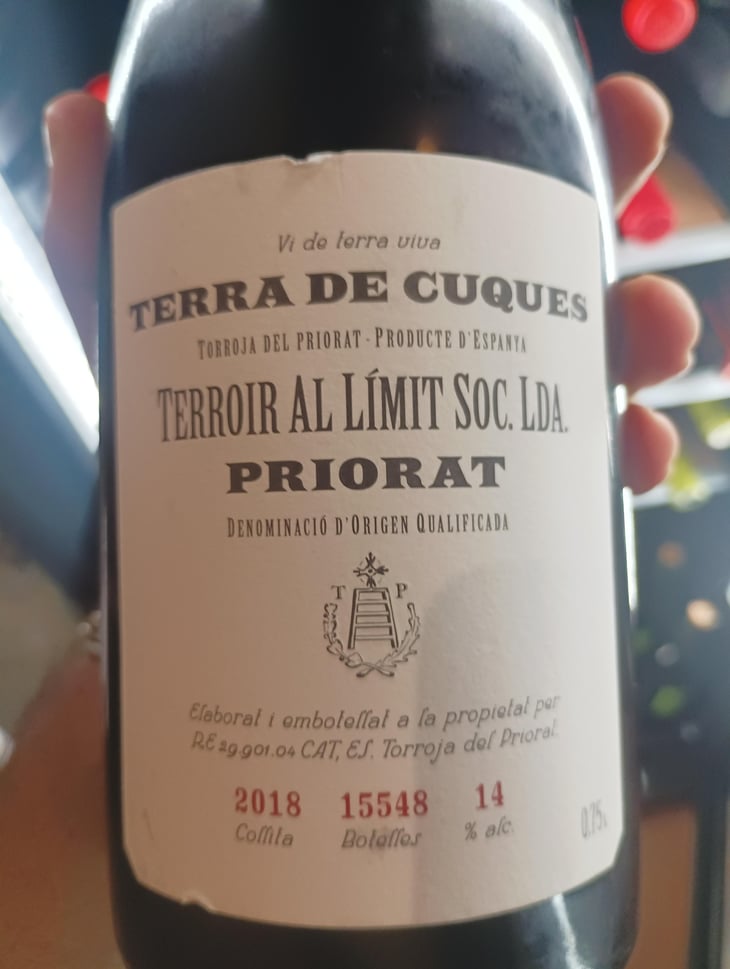 Vi de terra viva
TERRA DE CUQUES
TORROJA DEL PRIORAT - PRODUCTE D'ESPANYA
TERROIR AL LÍMIT SOC. LDA.
PRIORAT
DENOMINACIÓ D'ORIGEN QUALIFICADA
T P
Elaborat i embotellat a la propietat per
RE 29.901.04 CAT, ES. Torroja del Priorat.
2018 15548 14
Collita Botelles % alc.
0,75L